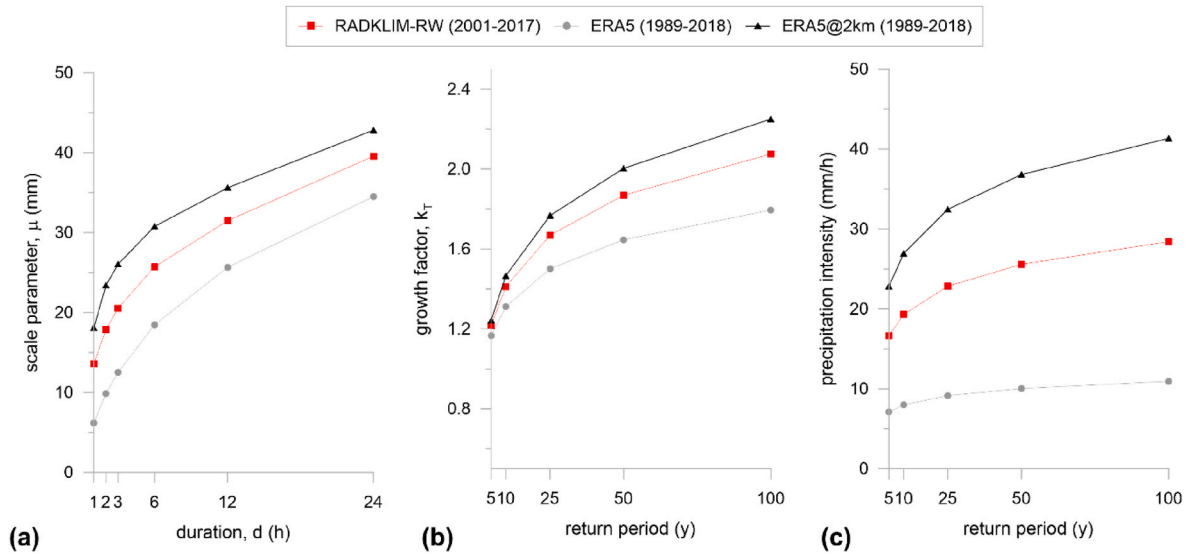 RADKLIM-RW (2001-2017) ERA5 (1989-2018) ERA5@2km (1989-2018)
50
40
30
20
10
0
scale parameter, μ (mm)
1 2 3 6 12 24
duration, d (h)
(a)
2.4
2.0
1.6
1.2
0.8
growth factor, k_T
5 10 25 50 100
return period (y)
(b)
50
40
30
20
10
0
precipitation intensity (mm/h)
5 10 25 50 100
return period (y)
(c)